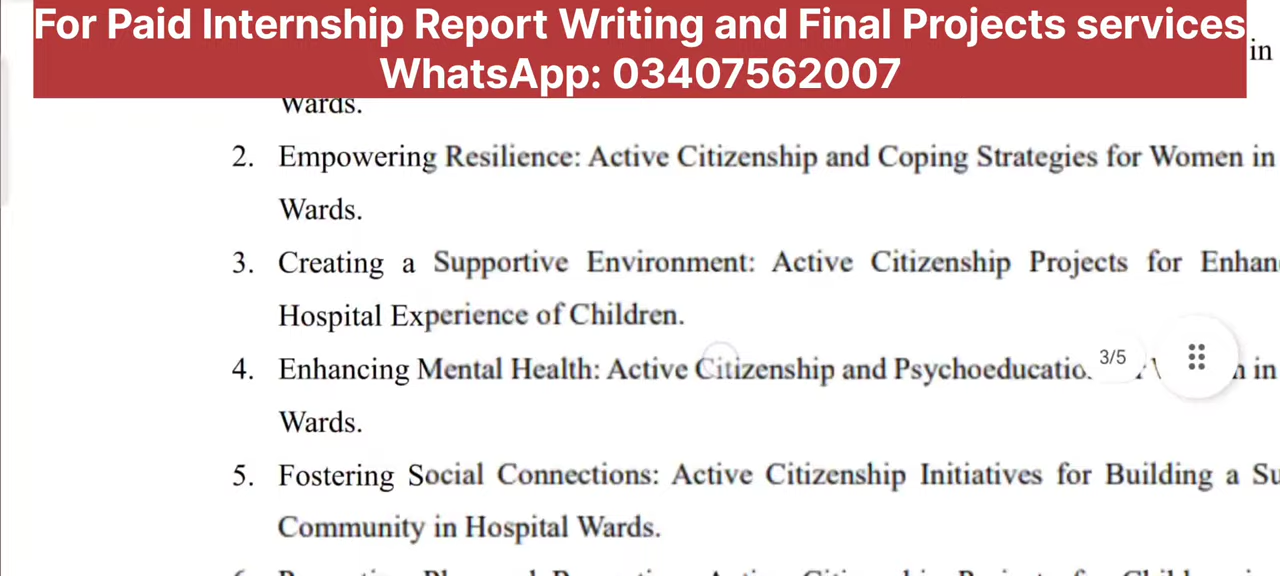 For Paid Internship Report Writing and Final Projects services
WhatsApp: 03407562007
in
Wards.
2. Empowering Resilience: Active Citizenship and Coping Strategies for Women in
Wards.
3. Creating a Supportive Environment: Active Citizenship Projects for Enhan
Hospital Experience of Children.
4. Enhancing Mental Health: Active Citizenship and Psychoeducatio in
3/5
Wards.
5. Fostering Social Connections: Active Citizenship Initiatives for Building a Su
Community in Hospital Wards.